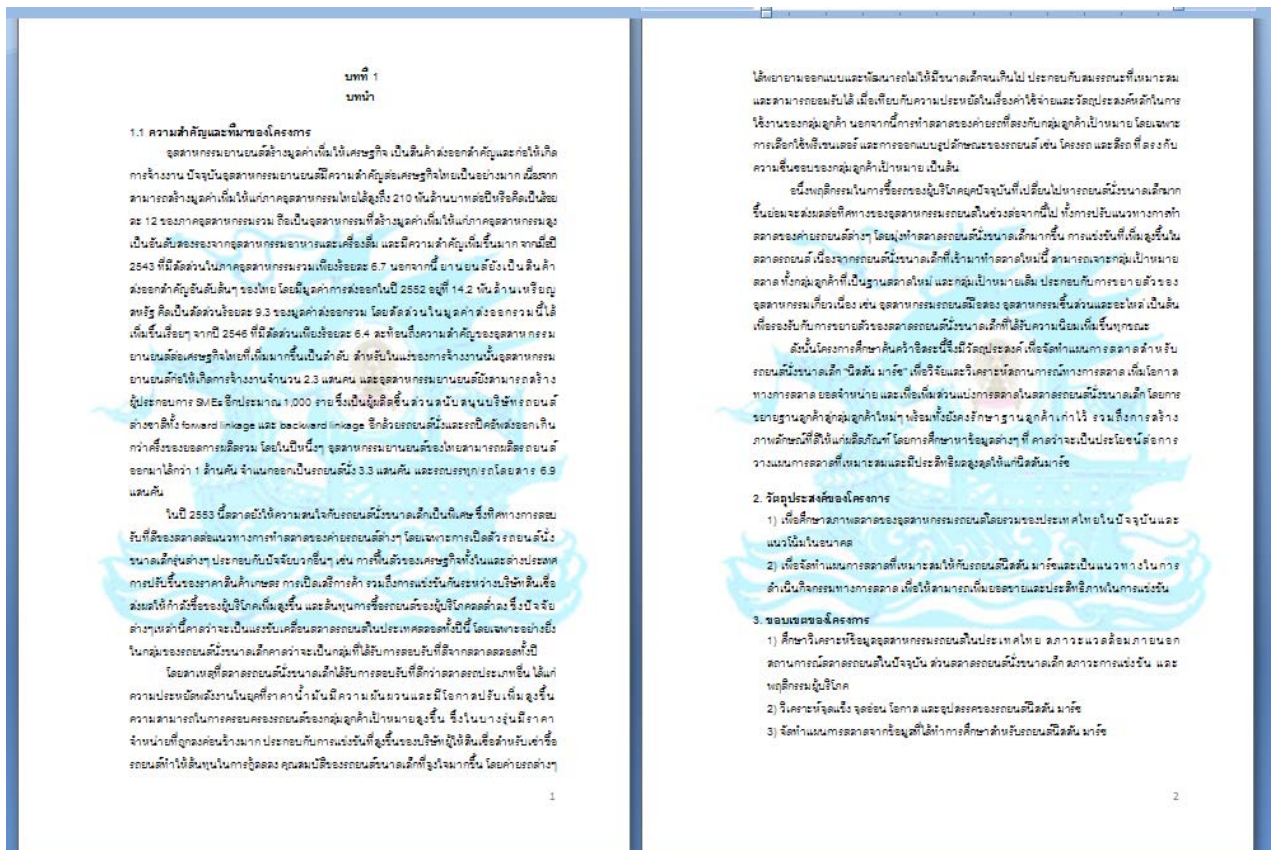 บทที่ 1
บทนำ
1.1 ความสำคัญและที่มาของโครงการ
อุตสาหกรรมยานยนต์สร้างมูลค่าเพิ่มให้เศรษฐกิจ เป็นสินค้าส่งออกสำคัญและก่อให้เกิด
การจ้างงาน ปัจจุบันอุตสาหกรรมยานยนต์มีความสำคัญต่อเศรษฐกิจไทยเป็นอย่างมาก เนื่องจาก
สามารถสร้างมูลค่าเพิ่มให้แก่ภาคอุตสาหกรรมไทยได้สูงถึง 210 พันล้านบาทต่อปีหรือคิดเป็นร้อย
ละ 12 ของภาคอุตสาหกรรมรวม ถือเป็นอุตสาหกรรมที่สร้างมูลค่าเพิ่มให้แก่ภาคอุตสาหกรรมสูง
เป็นอันดับสองรองจากอุตสาหกรรมอาหารและเครื่องดื่ม และมีความสำคัญเพิ่มขึ้นมาก จากเมื่อปี
2543 ที่มีสัดส่วนในภาคอุตสาหกรรมรวมเพียงร้อยละ 6.7 นอกจากนี้ ยานยนต์ยังเป็นสินค้า
ส่งออกสำคัญอันดับต้นๆ ของไทย โดยมีมูลค่าการส่งออกในปี 2552 อยู่ที่ 14.2 พันล้านเหรียญ
สหรัฐ คิดเป็นสัดส่วนร้อยละ 9.3 ของมูลค่าส่งออกรวม โดยสัดส่วนในมูลค่าส่งออกรวมนี้ได้
เพิ่มขึ้นเรื่อยๆ จากปี 2546 ที่มีสัดส่วนเพียงร้อยละ 6.4 สะท้อนถึงความสำคัญของอุตสาหกรรม
ยานยนต์ต่อเศรษฐกิจไทยที่เพิ่มมากขึ้นเป็นลำดับ สำหรับในแง่ของการจ้างงานนั้นอุตสาหกรรม
ยานยนต์ก่อให้เกิดการจ้างงานจำนวน 2.3 แสนคน และอุตสาหกรรมยานยนต์ยังสามารถสร้าง
ผู้ประกอบการ SMEs อีกประมาณ 1,000 ราย ซึ่งเป็นผู้ผลิตชิ้นส่วนสนับสนุนบริษัทรถยนต์
ต่างชาติทั้ง forward linkage และ backward linkage อีกด้วยรถยนต์นั่งและรถปิคอัพส่งออกเกิน
กว่าครึ่งของยอดการผลิตรวม โดยในปีหนึ่งๆ อุตสาหกรรมยานยนต์ของไทยสามารถผลิตรถยนต์
ออกมาได้กว่า 1 ล้านคัน จำแนกออกเป็นรถยนต์นั่ง 3.3 แสนคัน และรถบรรทุก/รถโดยสาร 6.9
แสนคัน
ในปี 2553 นี้ตลาดยังให้ความสนใจกับรถยนต์นั่งขนาดเล็กเป็นพิเศษ ซึ่งทิศทางการตอบ
รับที่ดีของตลาดต่อแนวทางการทำตลาดของค่ายรถยนต์ต่างๆ โดยเฉพาะการเปิดตัวรถยนต์นั่ง
ขนาดเล็กรุ่นต่างๆ ประกอบกับปัจจัยบวกอื่นๆ เช่น การฟื้นตัวของเศรษฐกิจทั้งในและต่างประเทศ
การปรับขึ้นของราคาสินค้าเกษตร การเปิดเสรีการค้า รวมถึงการแข่งขันกันระหว่างบริษัทสินเชื่อ
ส่งผลให้กำลังซื้อของผู้บริโภคเพิ่มสูงขึ้น และต้นทุนการซื้อรถยนต์ของผู้บริโภคลดต่ำลง ซึ่งปัจจัย
ต่างๆเหล่านี้คาดว่าจะเป็นแรงขับเคลื่อนตลาดรถยนต์ในประเทศตลอดทั้งปีนี้ โดยเฉพาะอย่างยิ่ง
ในกลุ่มของรถยนต์นั่งขนาดเล็กคาดว่าจะเป็นกลุ่มที่ได้รับการตอบรับที่ดีจากตลาดตลอดทั้งปี
โดยสาเหตุที่ตลาดรถยนต์นั่งขนาดเล็กได้รับการตอบรับที่ดีกว่าตลาดรถประเภทอื่น ได้แก่
ความประหยัดพลังงานในยุคที่ราคาน้ำมันมีความผันผวนและมีโอกาสปรับเพิ่มสูงขึ้น
ความสามารถในการครอบครองรถยนต์ของกลุ่มลูกค้าเป้าหมายสูงขึ้น ซึ่งในบางรุ่นมีราคา
จำหน่ายที่ถูกลงค่อนข้างมาก ประกอบกับการแข่งขันที่สูงขึ้นของบริษัทผู้ให้สินเชื่อสำหรับเช่าซื้อ
รถยนต์ทำให้ต้นทุนในการกู้ลดลง คุณสมบัติของรถยนต์ขนาดเล็กที่จูงใจมากขึ้น โดยค่ายรถต่างๆ
1
ได้พยายามออกแบบและพัฒนารถไม่ให้มีขนาดเล็กจนเกินไป ประกอบกับสมรรถนะที่เหมาะสม
และสามารถยอมรับได้ เมื่อเทียบกับความประหยัดในเรื่องค่าใช้จ่ายและวัตถุประสงค์หลักในการ
ใช้งานของกลุ่มลูกค้า นอกจากนี้การทำตลาดของค่ายรถที่ตรงกับกลุ่มลูกค้าเป้าหมาย โดยเฉพาะ
การเลือกใช้พรีเซนเตอร์ และการออกแบบรูปลักษณะของรถยนต์ เช่น โครงรถ และสีรถ ที่ตรงกับ
ความชื่นชอบของกลุ่มลูกค้าเป้าหมาย เป็นต้น
อนึ่งพฤติกรรมในการซื้อรถของผู้บริโภคยุคปัจจุบันที่เปลี่ยนไปหารถยนต์นั่งขนาดเล็กมาก
ขึ้นย่อมจะส่งผลต่อทิศทางของอุตสาหกรรมรถยนต์ในช่วงต่อจากนี้ไป ทั้งการปรับแนวทางการทำ
ตลาดของค่ายรถยนต์ต่างๆ โดยมุ่งทำตลาดรถยนต์นั่งขนาดเล็กมากขึ้น การแข่งขันที่เพิ่มสูงขึ้นใน
ตลาดรถยนต์ เนื่องจากรถยนต์นั่งขนาดเล็กที่เข้ามาทำตลาดใหม่นี้ สามารถเจาะกลุ่มเป้าหมาย
ตลาด ทั้งกลุ่มลูกค้าที่เป็นฐานตลาดใหม่ และกลุ่มเป้าหมายเดิม ประกอบกับการขยายตัวของ
อุตสาหกรรมเกี่ยวเนื่อง เช่น อุตสาหกรรมรถยนต์มือสอง อุตสาหกรรมชิ้นส่วนและอะไหล่ เป็นต้น
เพื่อรองรับกับการขยายตัวของตลาดรถยนต์นั่งขนาดเล็กที่ได้รับความนิยมเพิ่มขึ้นทุกขณะ
ดังนั้นโครงการศึกษาค้นคว้าอิสระนี้จึงมีวัตถุประสงค์ เพื่อจัดทำแผนการตลาดสำหรับ
รถยนต์นั่งขนาดเล็ก "นิสสัน มาร์ช" เพื่อวิจัยและวิเคราะห์สถานการณ์ทางการตลาด เพิ่มโอกาส
ทางการตลาด ยอดจำหน่าย และเพื่อเพิ่มส่วนแบ่งการตลาดในตลาดรถยนต์นั่งขนาดเล็ก โดยการ
ขยายฐานลูกค้าสู่กลุ่มลูกค้าใหม่ๆ พร้อมทั้งยังคงรักษาฐานลูกค้าเก่าไว้ รวมถึงการสร้าง
ภาพลักษณ์ที่ดีให้แก่ผลิตภัณฑ์ โดยการศึกษาหาข้อมูลต่างๆ ที่ คาดว่าจะเป็นประโยชน์ต่อการ
วางแผนการตลาดที่เหมาะสมและมีประสิทธิผลสูงสุดให้แก่นิสสันมาร์ช
2. วัตถุประสงค์ของโครงการ
1) เพื่อศึกษาสภาพตลาดของอุตสาหกรรมรถยนต์โดยรวมของประเทศไทยในปัจจุบันและ
แนวโน้มในอนาคต
2) เพื่อจัดทำแผนการตลาดที่เหมาะสมให้กับรถยนต์นิสสัน มาร์ชและเป็นแนวทางในการ
ดำเนินกิจกรรมทางการตลาด เพื่อให้สามารถเพิ่มยอดขายและประสิทธิภาพในการแข่งขัน
3. ขอบเขตของโครงการ
1) ศึกษาวิเคราะห์ข้อมูลอุตสาหกรรมรถยนต์ในประเทศไทย สภาวะแวดล้อมภายนอก
สถานการณ์ตลาดรถยนต์ในปัจจุบัน ส่วนตลาดรถยนต์นั่งขนาดเล็ก สภาวะการแข่งขัน และ
พฤติกรรมผู้บริโภค
2) วิเคราะห์จุดแข็ง จุดอ่อน โอกาส และอุปสรรคของรถยนต์นิสสัน มาร์ช
3) จัดทำแผนการตลาดจากข้อมูลที่ได้ทำการศึกษาสำหรับรถยนต์นิสสัน มาร์ช
2